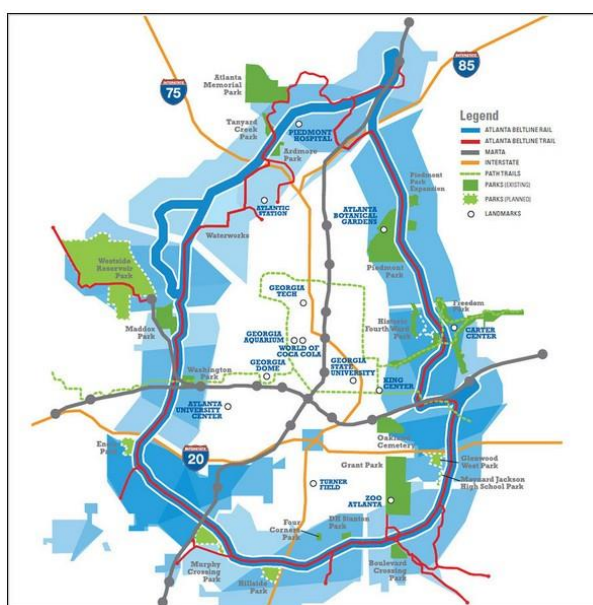 INTERSTATE
75
INTERSTATE
85
Atlanta
Memorial
Park
Tanyard
Creek Park
PIEDMONT
HOSPITAL
Ardmore
Park
Legend
ATLANTA BELTLINE RAIL
ATLANTA BELTLINE TRAIL
MARTA
INTERSTATE
PATH TRAILS
PARKS (EXISTING)
PARKS (PLANNED)
LANDMARKS
Piedmont
Park
Expansion
ATLANTIC
STATION
ATLANTA
BOTANICAL
GARDENS
Waterworks
Westside
Reservoir
Park
Piedmont
Park
GEORGIA
TECH
Freedom
Park
Maddox
Park
GEORGIA
AQUARIUM
WORLD OF
COCA COLA
Historic
Fourth Ward
Park
CARTER
CENTER
GEORGIA
DOME
GEORGIA
STATE
UNIVERSITY
Washington
Park
KING
CENTER
ATLANTA
UNIVERSITY
CENTER
Oakland
Cemetery
INTERSTATE
20
Grant Park
Glenwood
West Park
Maynard Jackson
High School Park
TURNER
FIELD
ZOO
ATLANTA
Four
Corners
Park
DH Stanton
Park
Murphy
Crossing
Park
Hillside
Park
Boulevard
Crossing Park